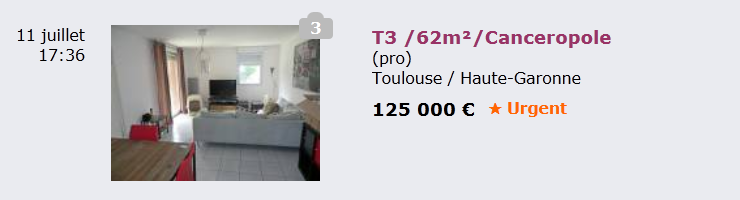 11 juillet
17:36
3
T3 /62m²/Canceropole
(pro)
Toulouse / Haute-Garonne
125 000 € ★ Urgent